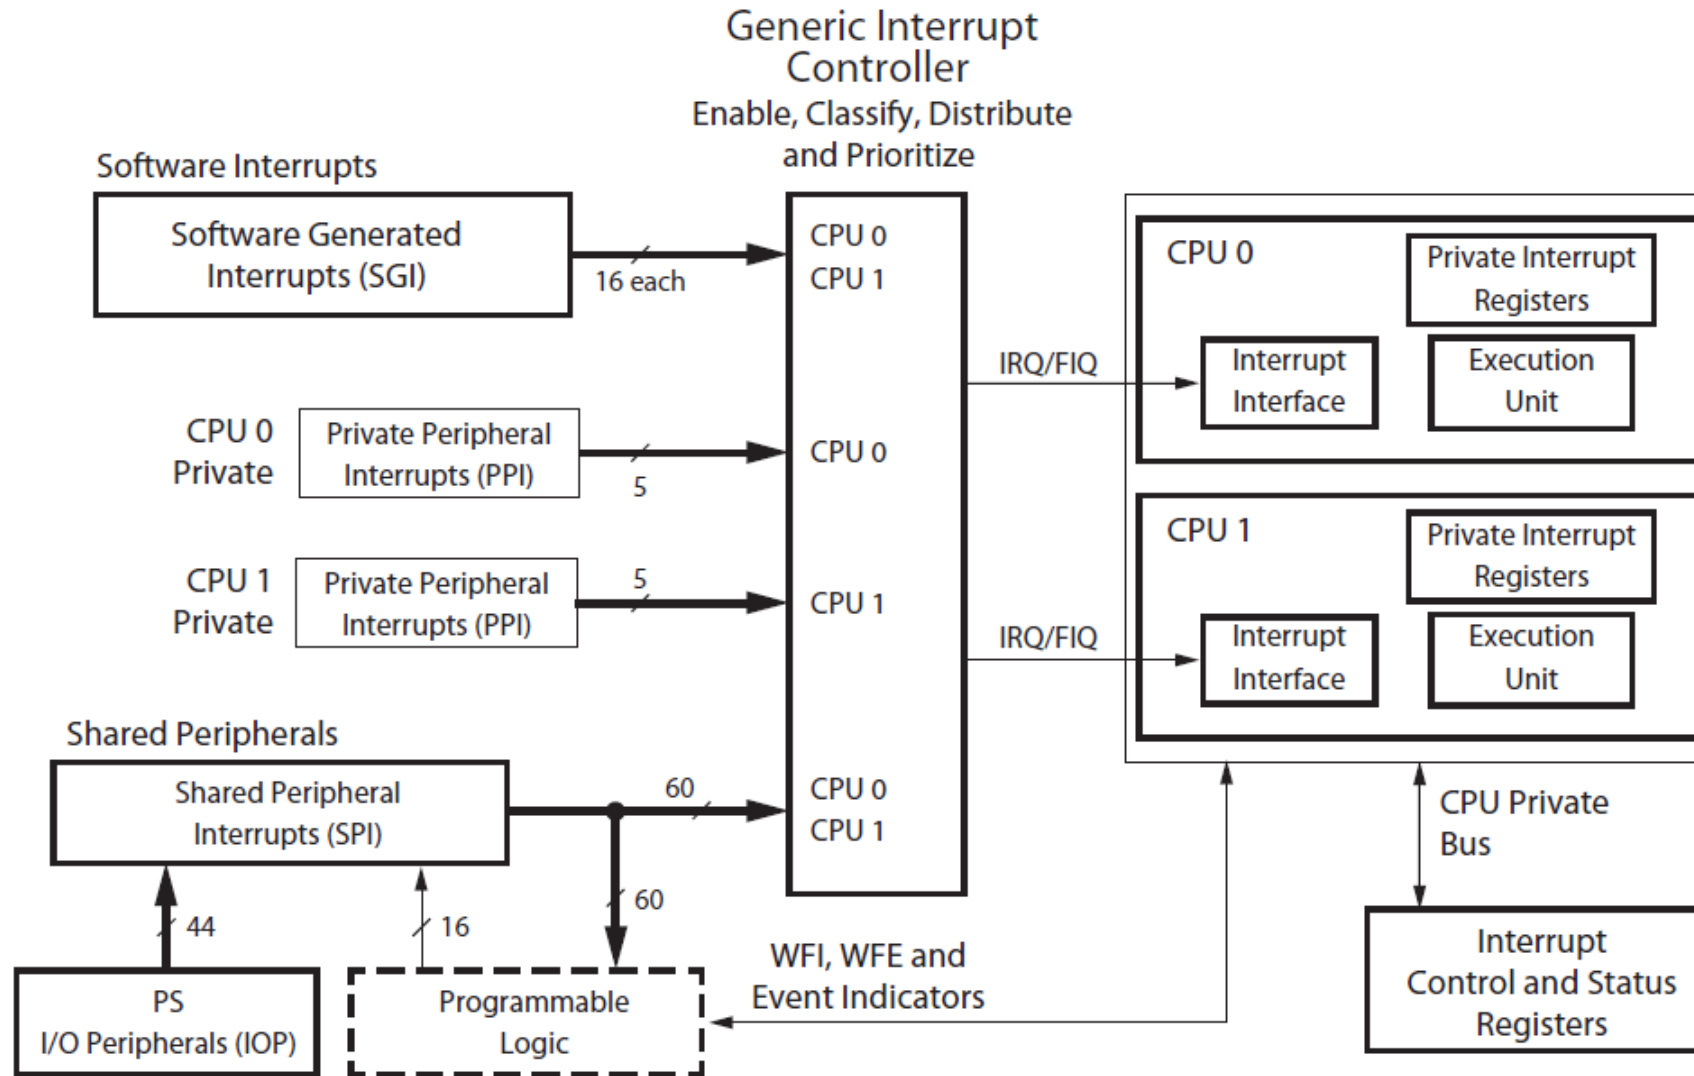 Generic Interrupt
Controller
Enable, Classify, Distribute
and Prioritize
Software Interrupts
Software Generated
Interrupts (SGI)
16 each
CPU 0
CPU 1
CPU 0
Private
Private Peripheral
Interrupts (PPI)
5
CPU 0
CPU 1
Private
Private Peripheral
Interrupts (PPI)
5
CPU 1
Shared Peripherals
Shared Peripheral
Interrupts (SPI)
60
CPU 0
CPU 1
60
44
16
PS
I/O Peripherals (IOP)
Programmable
Logic
WFI, WFE and
Event Indicators
IRQ/FIQ
CPU 0
Private Interrupt
Registers
Interrupt
Interface
Execution
Unit
IRQ/FIQ
CPU 1
Private Interrupt
Registers
Interrupt
Interface
Execution
Unit
CPU Private
Bus
Interrupt
Control and Status
Registers